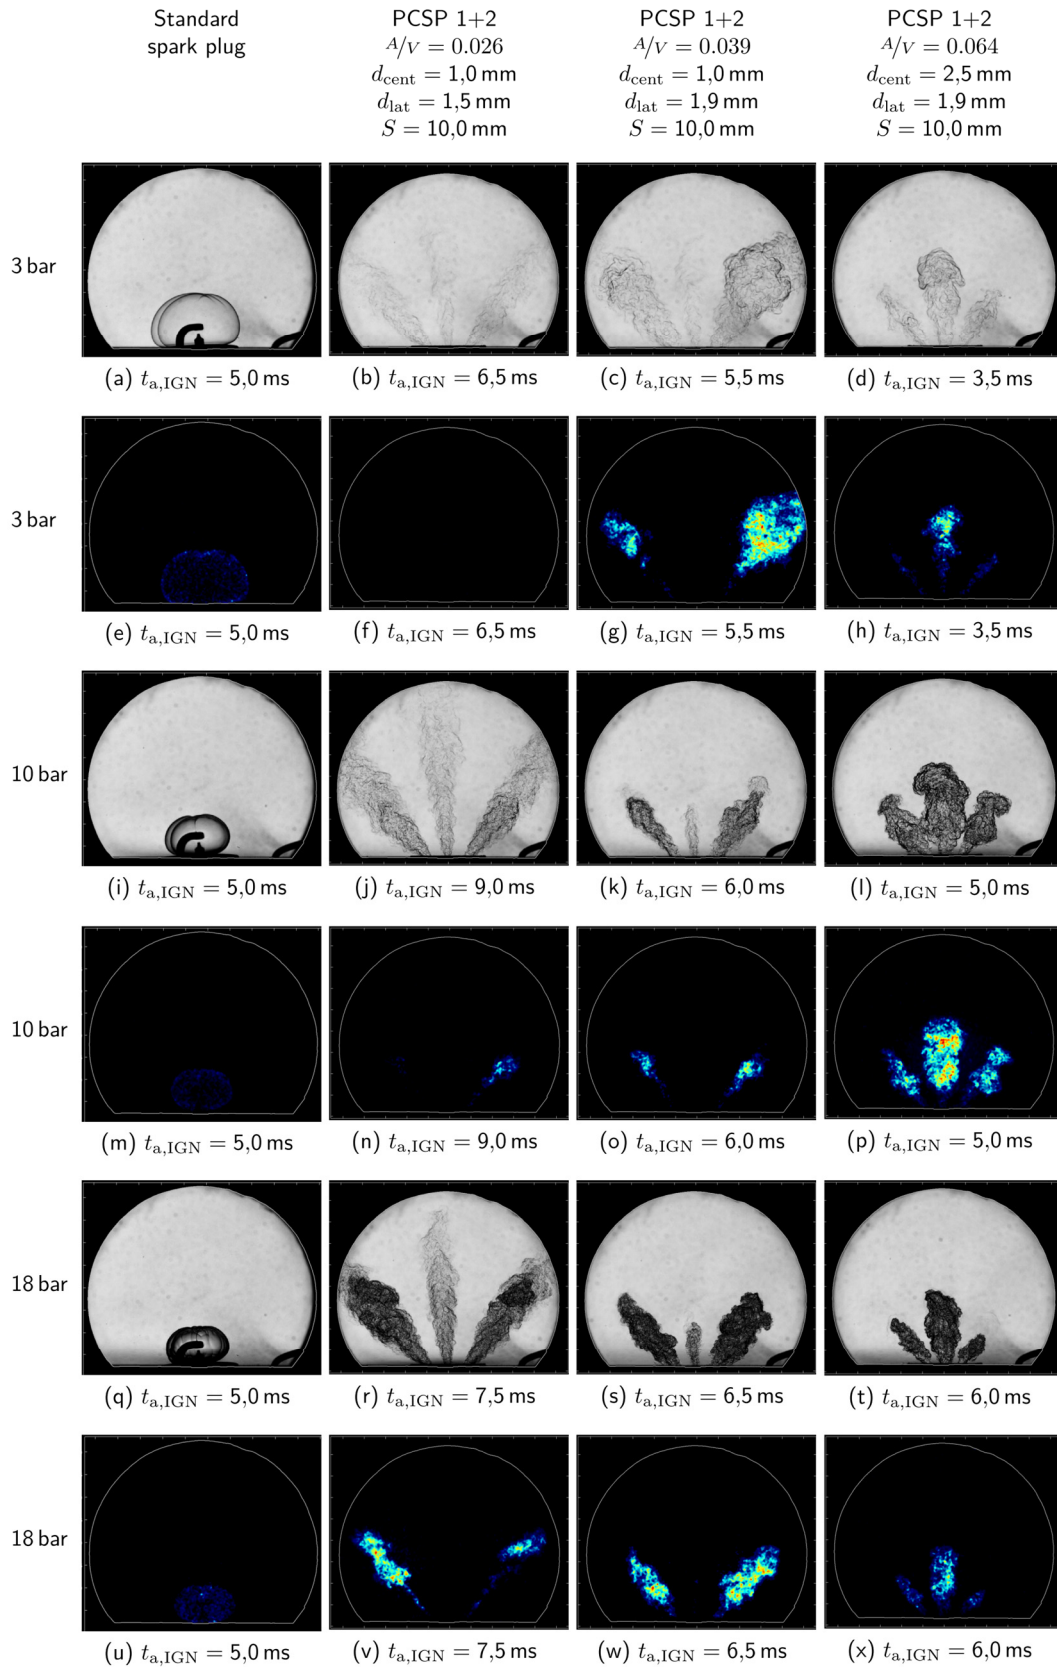 Standard
spark plug
PCSP 1+2
A/V = 0.026
d_cent = 1,0 mm
d_lat = 1,5 mm
S = 10,0 mm
PCSP 1+2
A/V = 0.039
d_cent = 1,0 mm
d_lat = 1,9 mm
S = 10,0 mm
PCSP 1+2
A/V = 0.064
d_cent = 2,5 mm
d_lat = 1,9 mm
S = 10,0 mm
3 bar
(a) t_a,IGN = 5,0 ms
(b) t_a,IGN = 6,5 ms
(c) t_a,IGN = 5,5 ms
(d) t_a,IGN = 3,5 ms
3 bar
(e) t_a,IGN = 5,0 ms
(f) t_a,IGN = 6,5 ms
(g) t_a,IGN = 5,5 ms
(h) t_a,IGN = 3,5 ms
10 bar
(i) t_a,IGN = 5,0 ms
(j) t_a,IGN = 9,0 ms
(k) t_a,IGN = 6,0 ms
(l) t_a,IGN = 5,0 ms
10 bar
(m) t_a,IGN = 5,0 ms
(n) t_a,IGN = 9,0 ms
(o) t_a,IGN = 6,0 ms
(p) t_a,IGN = 5,0 ms
18 bar
(q) t_a,IGN = 5,0 ms
(r) t_a,IGN = 7,5 ms
(s) t_a,IGN = 6,5 ms
(t) t_a,IGN = 6,0 ms
18 bar
(u) t_a,IGN = 5,0 ms
(v) t_a,IGN = 7,5 ms
(w) t_a,IGN = 6,5 ms
(x) t_a,IGN = 6,0 ms